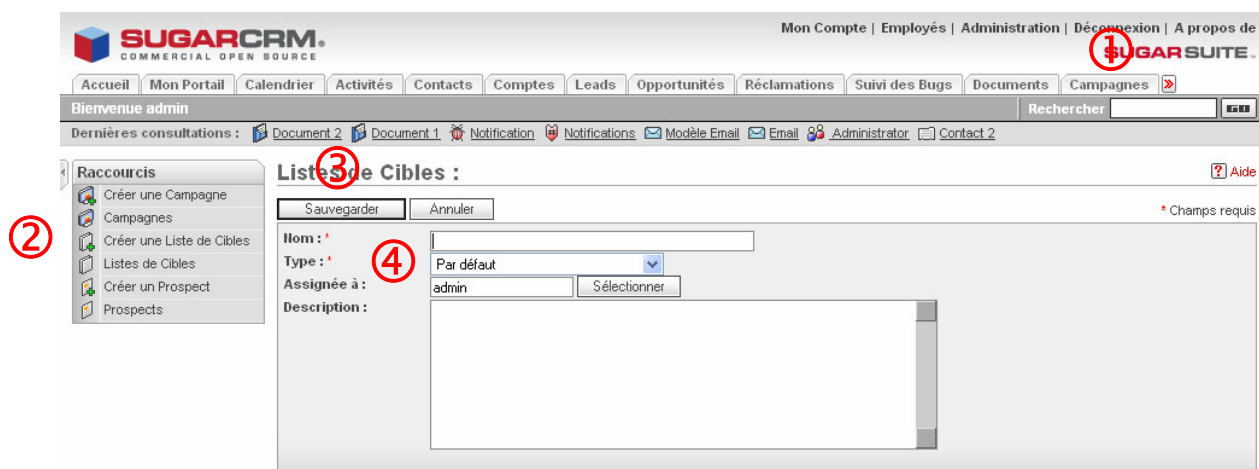 Mon Compte | Employés | Administration | Déconnexion | A propos de
SUGARCRM.
COMMERCIAL OPEN SOURCE
① SUGARSUITE
Accueil Mon Portail Calendrier Activités Contacts Comptes Leads Opportunités Réclamations Suivi des Bugs Documents Campagnes »
Bienvenue admin Rechercher GO
Dernières consultations : Document 2 Document 1 Notification Notifications Modèle Email Email Administrator Contact 2
Raccourcis
Créer une Campagne
Campagnes
② Créer une Liste de Cibles
Listes de Cibles
Créer un Prospect
Prospects
③ Listes de Cibles :
? Aide
Sauvegarder Annuler * Champs requis
Nom : *
Type : * ④ Par défaut
Assignée à : admin Sélectionner
Description :